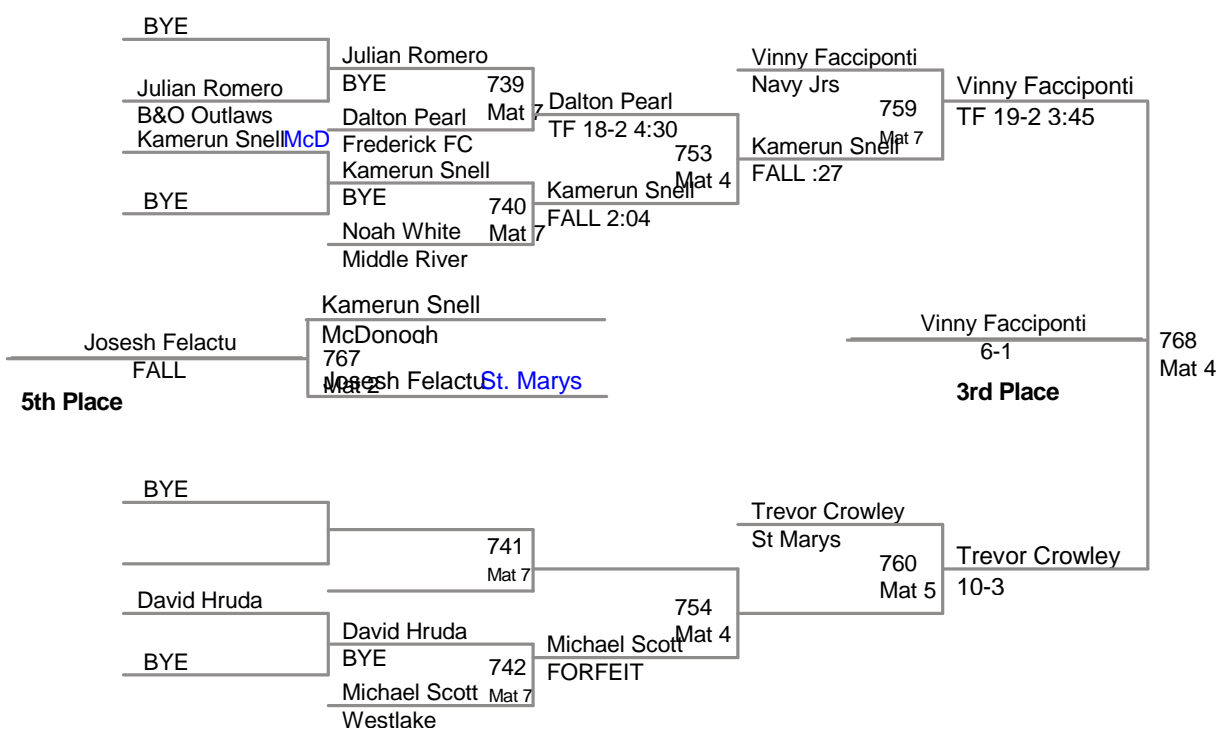 BYE
Julian Romero
B&O Outlaws
Kamerun Snell McD
BYE
Julian Romero
BYE
739
Mat 7
Dalton Pearl
Frederick FC
Kamerun Snell
BYE
740
Mat 7
Noah White
Middle River
Dalton Pearl
TF 18-2 4:30
753
Mat 4
Kamerun Snell
FALL 2:04
Vinny Facciponti
Navy Jrs
759
Mat 7
Kamerun Snell
FALL :27
Vinny Facciponti
TF 19-2 3:45
Kamerun Snell
McDonogh
767
Mat 2
Josesh Felactu St. Marys
Josesh Felactu
FALL
5th Place
Vinny Facciponti
6-1
3rd Place
768
Mat 4
BYE
David Hruda
BYE
741
Mat 7
David Hruda
BYE
742
Mat 7
Michael Scott
Westlake
754
Mat 4
Michael Scott
FORFEIT
Trevor Crowley
St Marys
760
Mat 5
Trevor Crowley
10-3